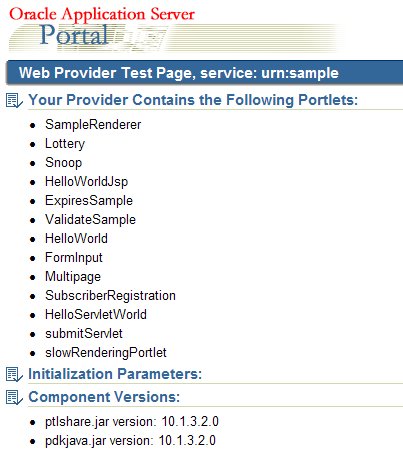 Oracle Application Server
Portal
Web Provider Test Page, service: urn:sample
Your Provider Contains the Following Portlets:
SampleRenderer
Lottery
Snoop
HelloWorldJsp
ExpiresSample
ValidateSample
HelloWorld
FormInput
Multipage
SubscriberRegistration
HelloServletWorld
submitServlet
slowRenderingPortlet
Initialization Parameters:
Component Versions:
ptlshare.jar version: 10.1.3.2.0
pdkjava.jar version: 10.1.3.2.0